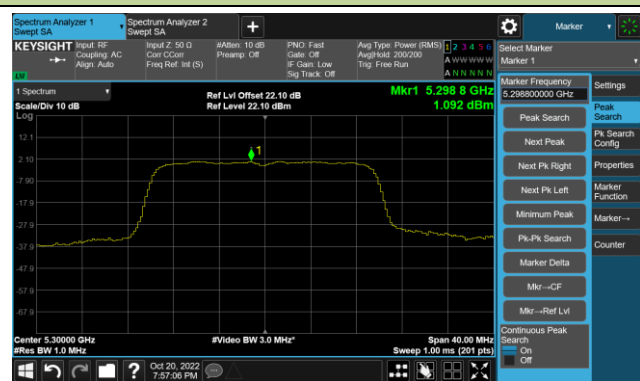 Spectrum Analyzer 1
Swept SA
Spectrum Analyzer 2
Swept SA
+
Marker
KEYSIGHT
Input: RF
Coupling: AC
Align: Auto
Input Z: 50 Ω
Corr CCorr
Freq Ref: Int (S)
#Atten: 10 dB
Preamp: Off
PNO: Fast
Gate: Off
IF Gain: Low
Sig Track: Off
Avg Type: Power (RMS)
Avg|Hold: 200/200
Trig: Free Run
1 2 3 4 5 6
A W W W W W
A N N N N N
LV
Select Marker
Marker 1
1 Spectrum
Scale/Div 10 dB
Log
Ref Lvl Offset 22.10 dB
Ref Level 22.10 dBm
Mkr1 5.298 8 GHz
1.092 dBm
12.1
2.10
-7.90
-17.9
-27.9
-37.9
-47.9
-57.9
-67.9
1
Center 5.30000 GHz
#Res BW 1.0 MHz
#Video BW 3.0 MHz*
Span 40.00 MHz
Sweep 1.00 ms (201 pts)
Marker Frequency
5.298800000 GHz
Peak Search
Next Peak
Next Pk Right
Next Pk Left
Minimum Peak
Pk-Pk Search
Marker Delta
Mkr→CF
Mkr→Ref Lvl
Continuous Peak
Search
On
Off
Settings
Peak
Search
Pk Search
Config
Properties
Marker
Function
Marker→
Counter
?
Oct 20, 2022
7:57:06 PM